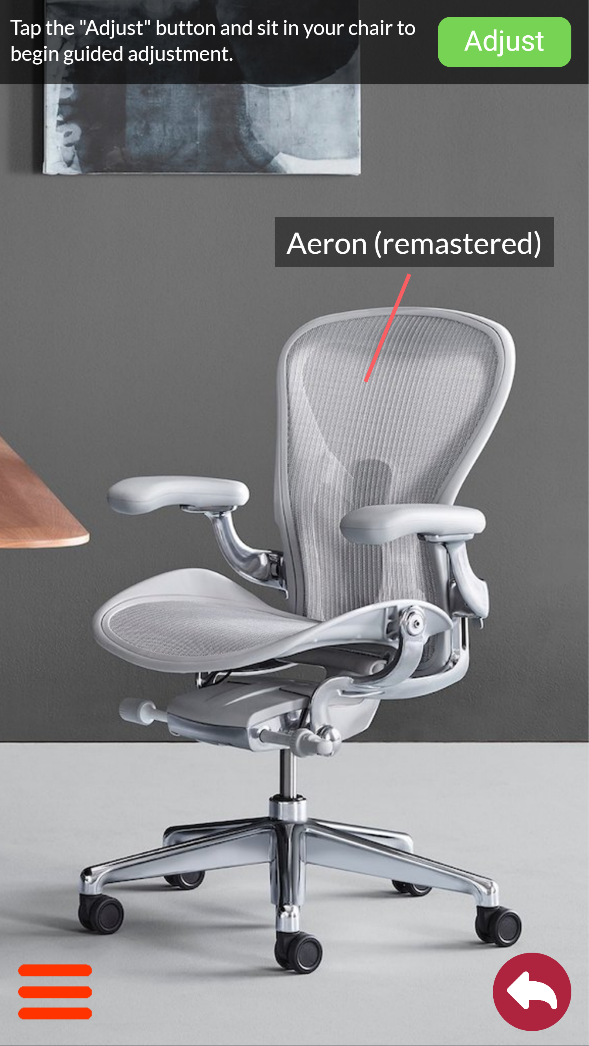 Tap the "Adjust" button and sit in your chair to
begin guided adjustment.
Adjust
Aeron (remastered)